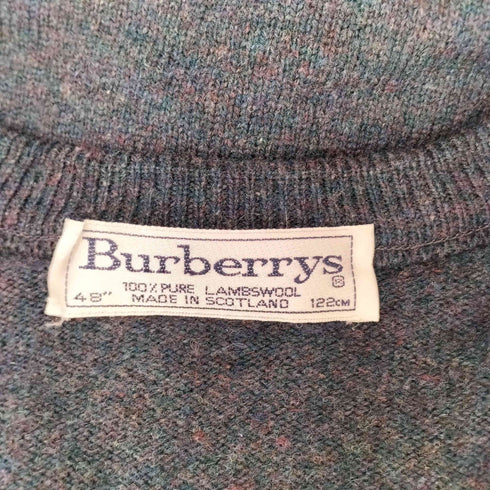 Burberrys ®
100% PURE LAMBSWOOL
48" MADE IN SCOTLAND 122CM